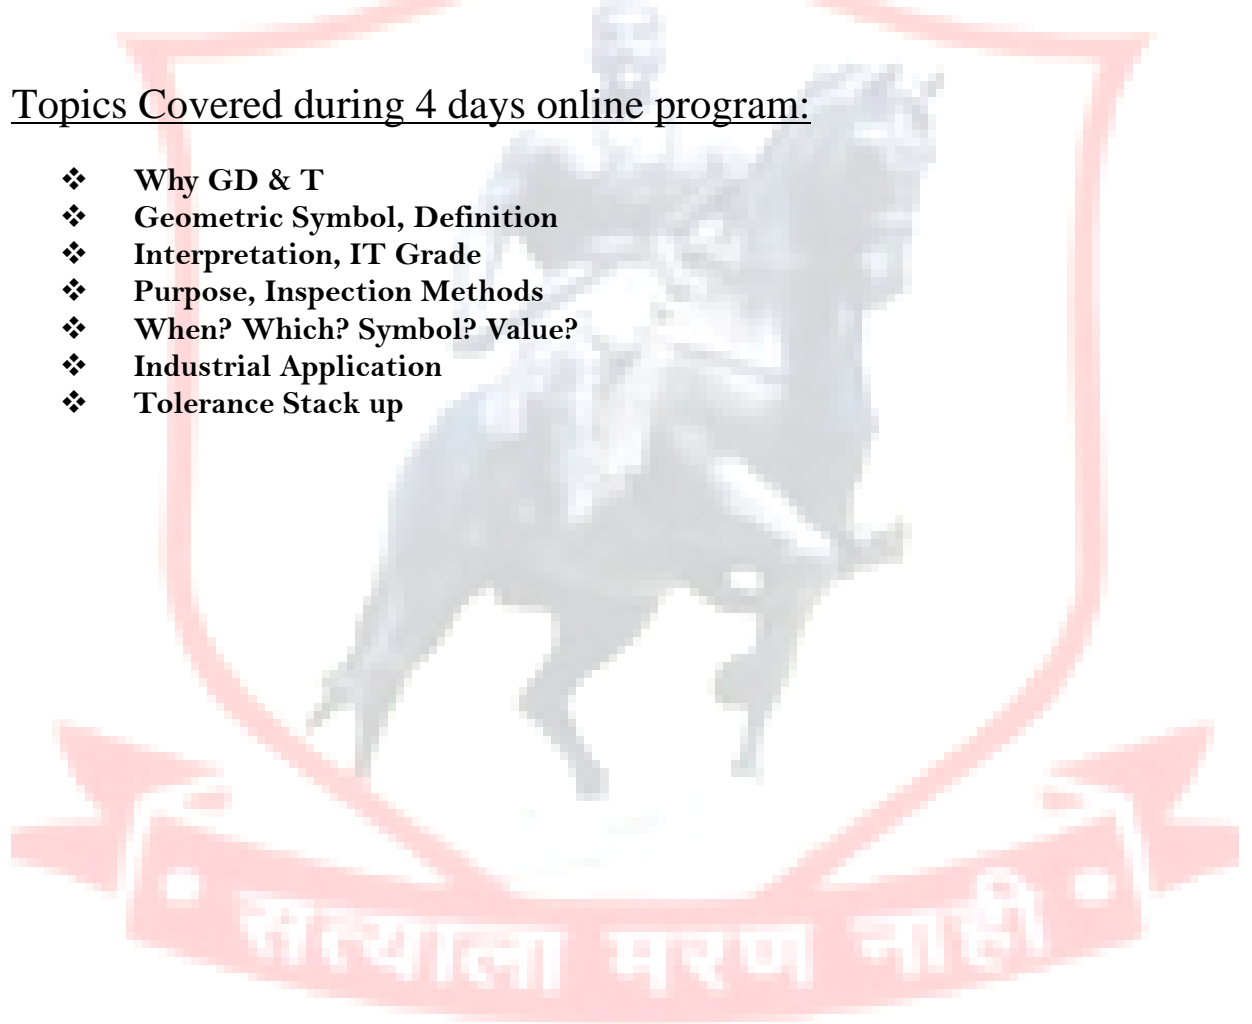 Topics Covered during 4 days online program:
❖ Why GD & T
❖ Geometric Symbol, Definition
❖ Interpretation, IT Grade
❖ Purpose, Inspection Methods
❖ When? Which? Symbol? Value?
❖ Industrial Application
❖ Tolerance Stack up
सत्याला मरण नाही